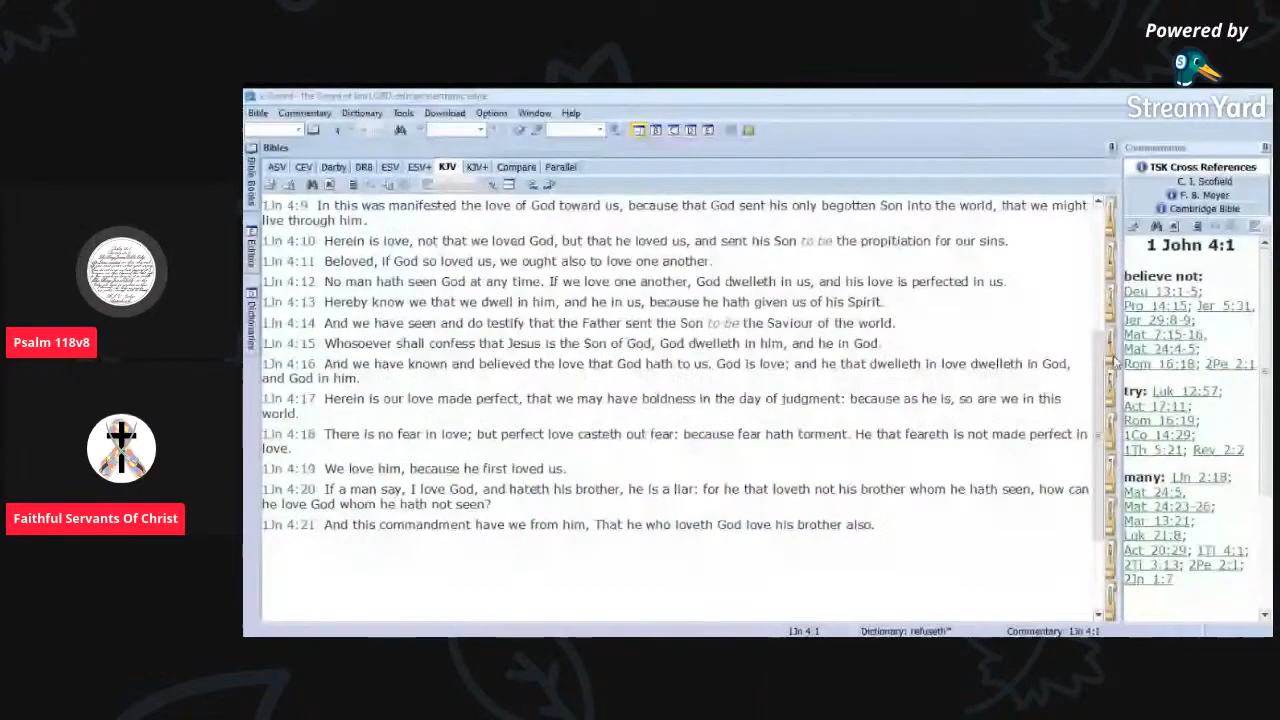 Powered by
StreamYard
Bible Commentary Dictionary Tools Download Options Window Help
Bibles
ASV CEV Darby DRB ESV ESV+ KJV KJV+ Compare Parallel
Bible Books
Editors
Dictionaries
1Jn 4:9 In this was manifested the love of God toward us, because that God sent his only begotten Son into the world, that we might
live through him.
1Jn 4:10 Herein is love, not that we loved God, but that he loved us, and sent his Son to be the propitiation for our sins.
1Jn 4:11 Beloved, if God so loved us, we ought also to love one another.
1Jn 4:12 No man hath seen God at any time. If we love one another, God dwelleth in us, and his love is perfected in us.
1Jn 4:13 Hereby know we that we dwell in him, and he in us, because he hath given us of his Spirit.
1Jn 4:14 And we have seen and do testify that the Father sent the Son to be the Saviour of the world.
1Jn 4:15 Whosoever shall confess that Jesus is the Son of God, God dwelleth in him, and he in God.
1Jn 4:16 And we have known and believed the love that God hath to us. God is love; and he that dwelleth in love dwelleth in God,
and God in him.
1Jn 4:17 Herein is our love made perfect, that we may have boldness in the day of judgment: because as he is, so are we in this
world.
1Jn 4:18 There is no fear in love; but perfect love casteth out fear: because fear hath torment. He that feareth is not made perfect in
love.
1Jn 4:19 We love him, because he first loved us.
1Jn 4:20 If a man say, I love God, and hateth his brother, he is a liar: for he that loveth not his brother whom he hath seen, how can
he love God whom he hath not seen?
1Jn 4:21 And this commandment have we from him, That he who loveth God love his brother also.
1Jn 4:1 Dictionary: refuseth* Commentary: 1Jn 4:1
TSK Cross References
C. I. Scofield
F. B. Meyer
Cambridge Bible
1 John 4:1
believe not:
Deu 13:1-5;
Pro 14:15; Jer 5:31,
Jer 29:8-9;
Mat 7:15-16,
Mat 24:4-5;
Rom 16:18; 2Pe 2:1
try: Luk 12:57;
Act 17:11;
Rom 16:19;
1Co 14:29;
1Th 5:21; Rev 2:2
many: 1Jn 2:18;
Mat 24:5,
Mat 24:23-26;
Mar 13:21;
Luk 21:8;
Act 20:29; 1Ti 4:1;
2Ti 3:13; 2Pe 2:1;
2Jn 1:7
Psalm 118v8
Faithful Servants Of Christ